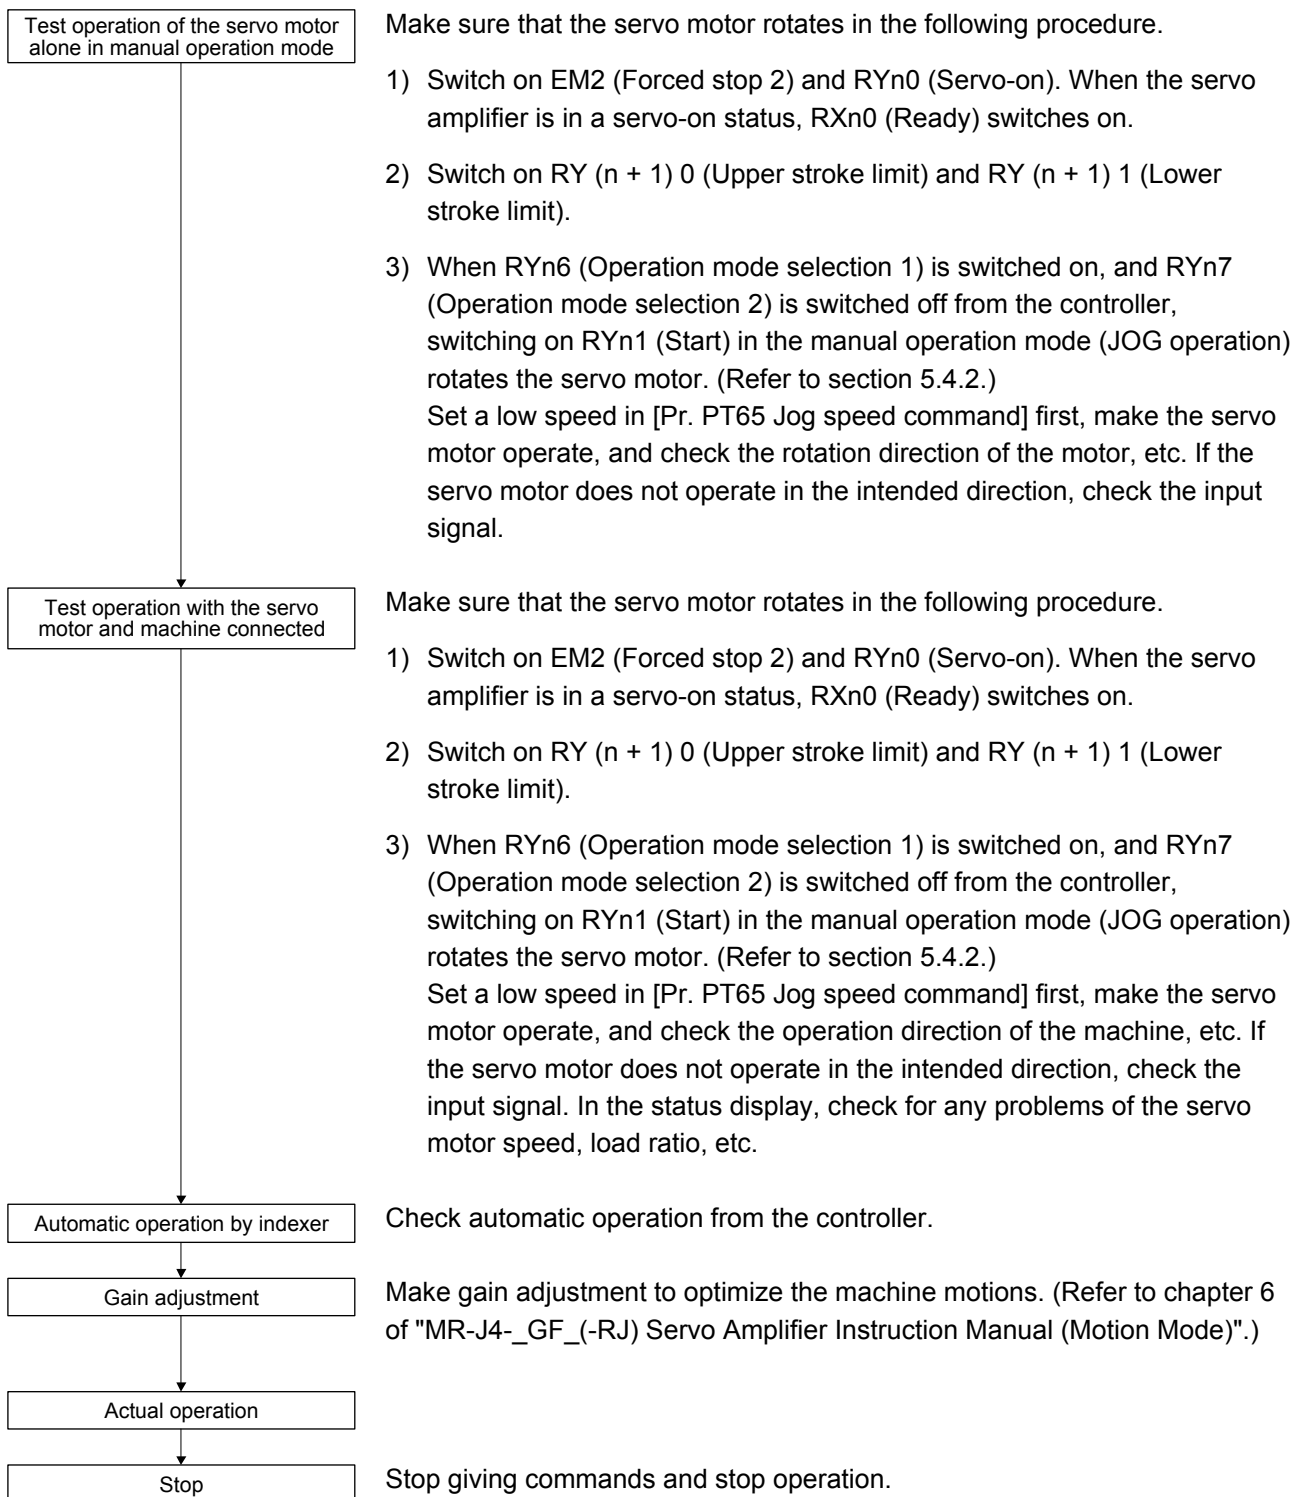 Test operation of the servo motor
alone in manual operation mode
Make sure that the servo motor rotates in the following procedure.
1) Switch on EM2 (Forced stop 2) and RYn0 (Servo-on). When the servo
amplifier is in a servo-on status, RXn0 (Ready) switches on.
2) Switch on RY (n + 1) 0 (Upper stroke limit) and RY (n + 1) 1 (Lower
stroke limit).
3) When RYn6 (Operation mode selection 1) is switched on, and RYn7
(Operation mode selection 2) is switched off from the controller,
switching on RYn1 (Start) in the manual operation mode (JOG operation)
rotates the servo motor. (Refer to section 5.4.2.)
Set a low speed in [Pr. PT65 Jog speed command] first, make the servo
motor operate, and check the rotation direction of the motor, etc. If the
servo motor does not operate in the intended direction, check the input
signal.
Test operation with the servo
motor and machine connected
Make sure that the servo motor rotates in the following procedure.
1) Switch on EM2 (Forced stop 2) and RYn0 (Servo-on). When the servo
amplifier is in a servo-on status, RXn0 (Ready) switches on.
2) Switch on RY (n + 1) 0 (Upper stroke limit) and RY (n + 1) 1 (Lower
stroke limit).
3) When RYn6 (Operation mode selection 1) is switched on, and RYn7
(Operation mode selection 2) is switched off from the controller,
switching on RYn1 (Start) in the manual operation mode (JOG operation)
rotates the servo motor. (Refer to section 5.4.2.)
Set a low speed in [Pr. PT65 Jog speed command] first, make the servo
motor operate, and check the operation direction of the machine, etc. If
the servo motor does not operate in the intended direction, check the
input signal. In the status display, check for any problems of the servo
motor speed, load ratio, etc.
Automatic operation by indexer
Check automatic operation from the controller.
Gain adjustment
Make gain adjustment to optimize the machine motions. (Refer to chapter 6
of "MR-J4-_GF_(-RJ) Servo Amplifier Instruction Manual (Motion Mode)".)
Actual operation
Stop
Stop giving commands and stop operation.